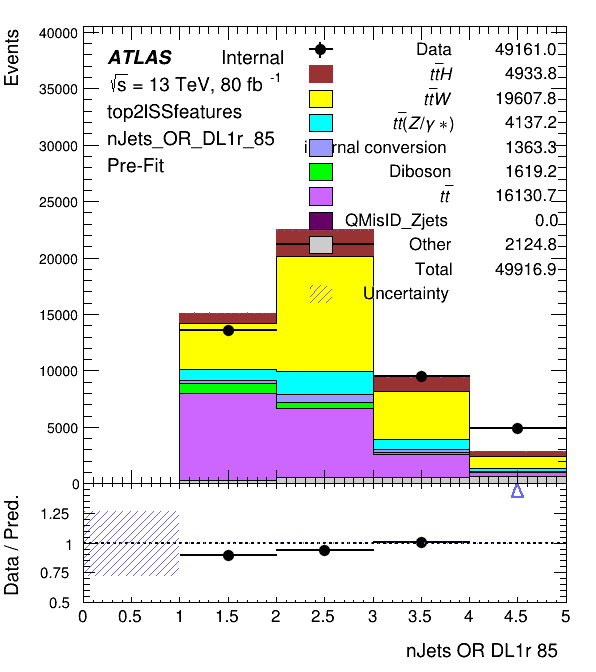 Events
40000
35000
30000
25000
20000
15000
10000
5000
0
ATLAS Internal
√s = 13 TeV, 80 fb⁻¹
top2lSSfeatures
nJets_OR_DL1r_85
Pre-Fit
Data 49161.0
tt̄H 4933.8
tt̄W 19607.8
tt̄(Z/γ*) 4137.2
rnal conversion 1363.3
Diboson 1619.2
tt̄ 16130.7
QMisID_Zjets 0.0
Other 2124.8
Total 49916.9
Uncertainty
Data / Pred.
1.25
1
0.75
0.5
0 0.5 1 1.5 2 2.5 3 3.5 4 4.5 5
nJets OR DL1r 85